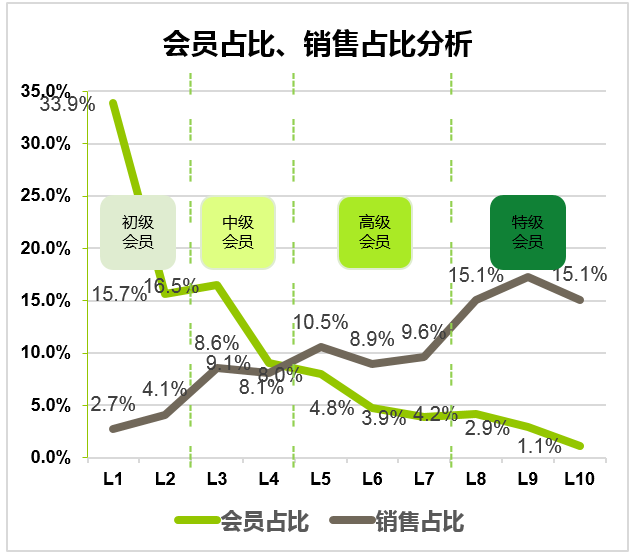 会员占比、销售占比分析
35.0%
33.9%
30.0%
25.0%
初级
会员
中级
会员
高级
会员
特级
会员
20.0%
15.7%
16.5%
15.1%
15.1%
15.0%
10.5%
8.6%
8.9%
9.6%
10.0%
9.1%
8.0%
8.1%
2.7%
4.1%
4.8%
3.9%
4.2%
2.9%
1.1%
5.0%
0.0%
L1 L2 L3 L4 L5 L6 L7 L8 L9 L10
会员占比 销售占比